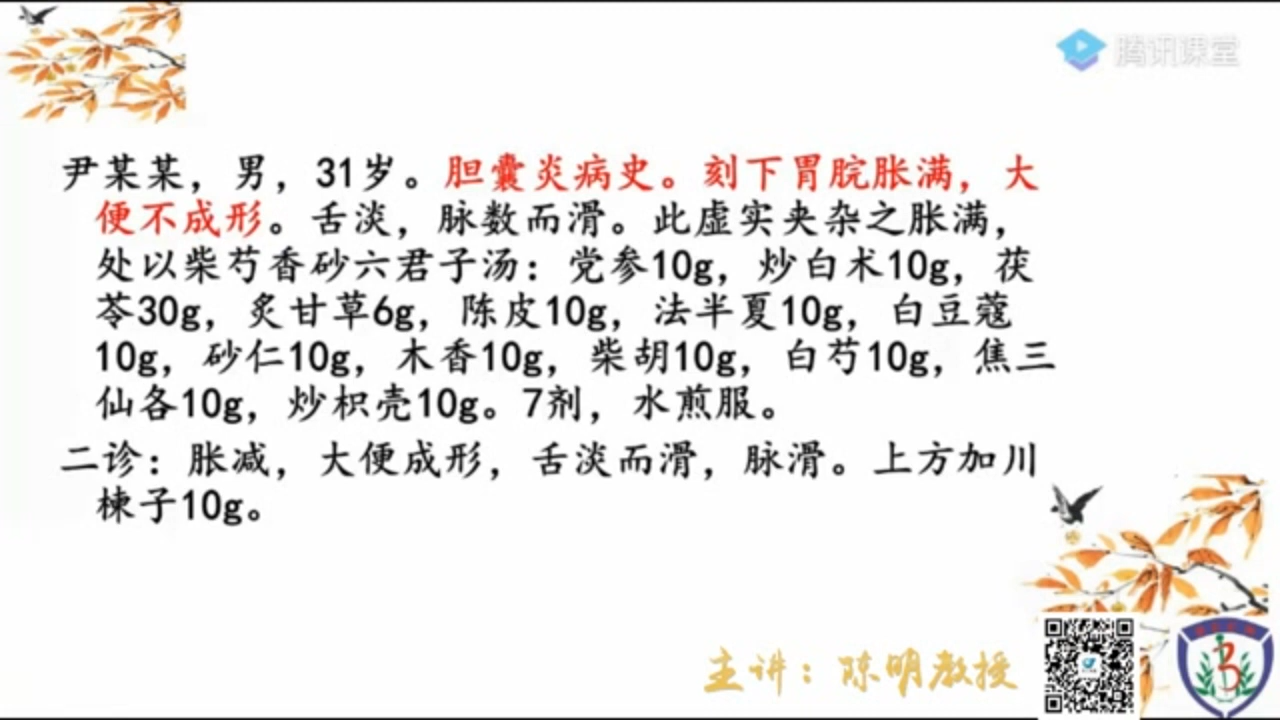 腾讯课堂
尹某某，男，31岁。胆囊炎病史。刻下胃脘胀满，大
便不成形。舌淡，脉数而滑。此虚实夹杂之胀满，
处以柴芍香砂六君子汤：党参10g，炒白术10g，茯
苓30g，炙甘草6g，陈皮10g，法半夏10g，白豆蔻
10g，砂仁10g，木香10g，柴胡10g，白芍10g，焦三
仙各10g，炒枳壳10g。7剂，水煎服。
二诊：胀减，大便成形，舌淡而滑，脉滑。上方加川
楝子10g。
主讲：陈明教授